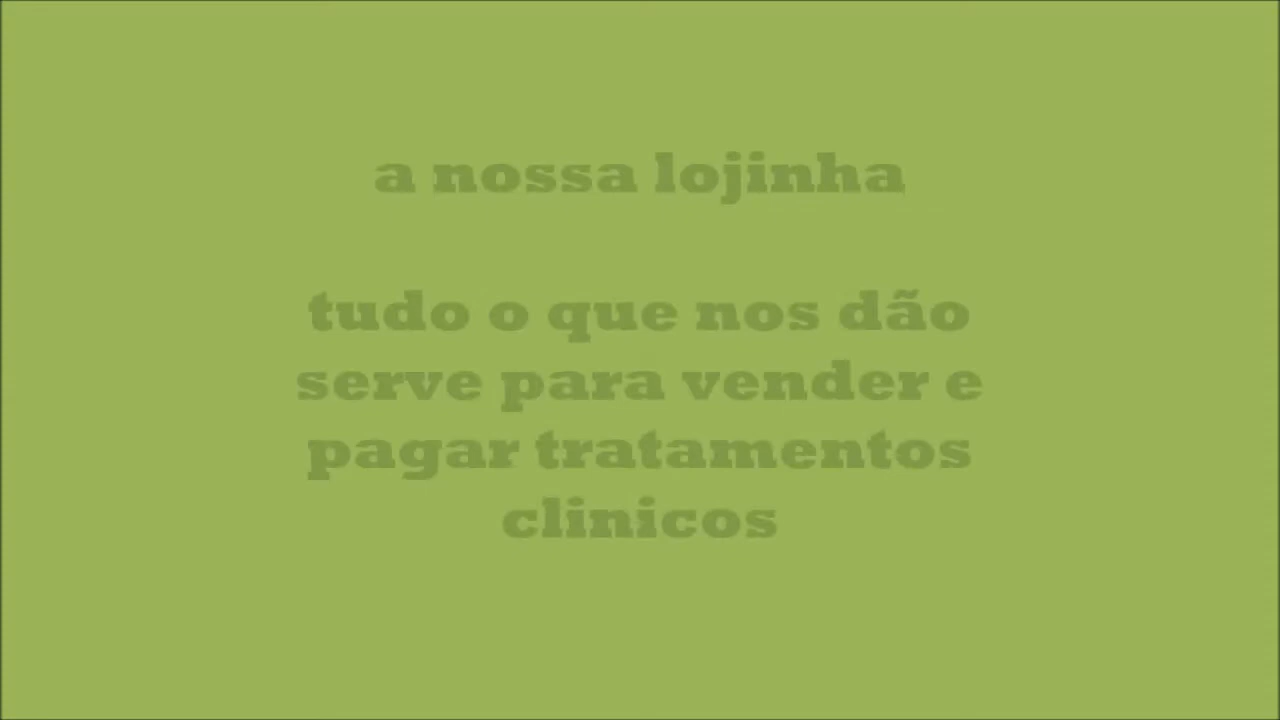 a nossa lojinha
tudo o que nos dão
serve para vender e
pagar tratamentos
clinicos